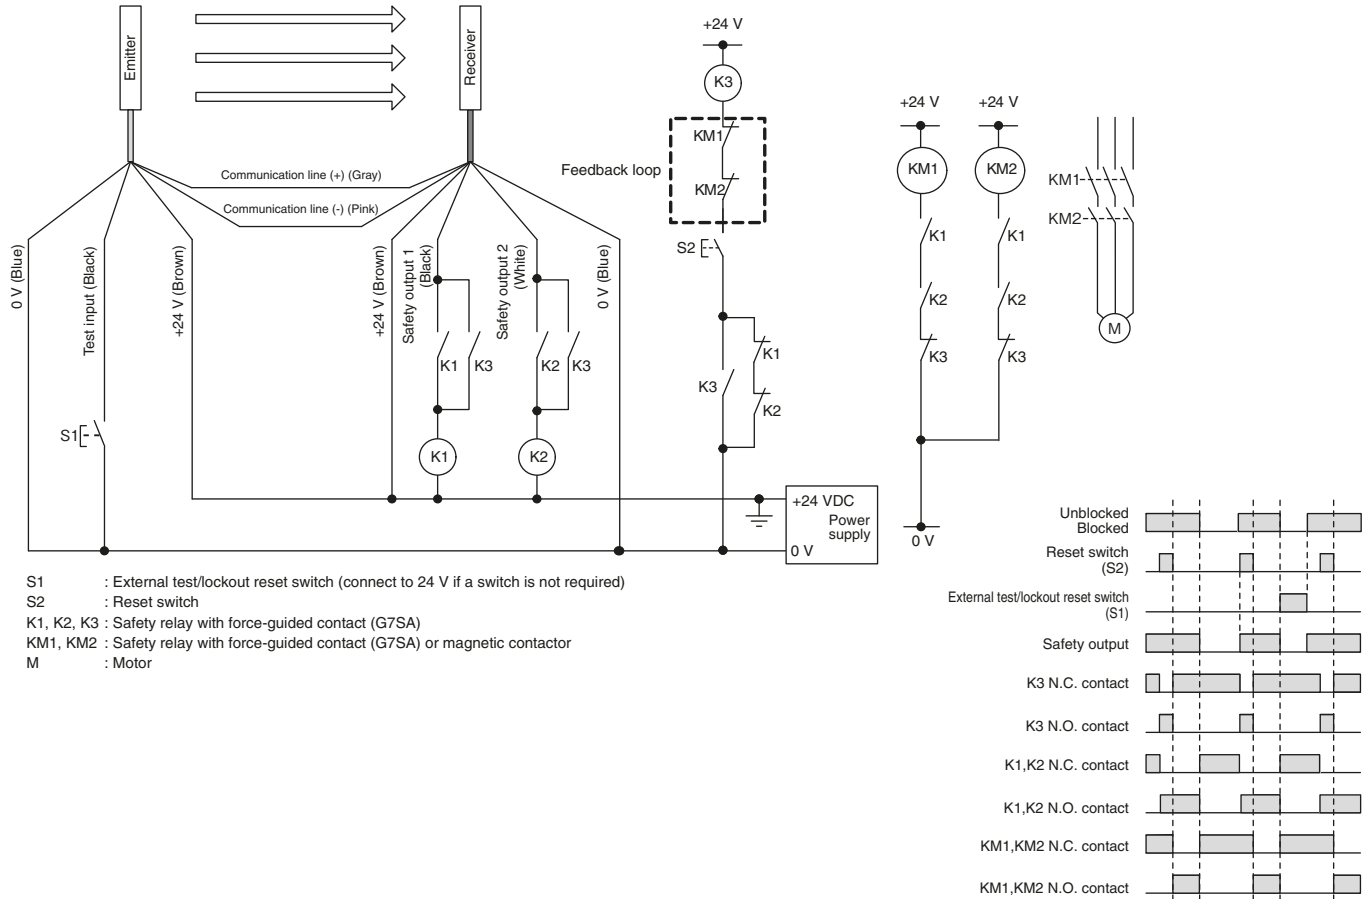 Emitter
Receiver
Communication line (+) (Gray)
Communication line (-) (Pink)
0 V (Blue)
Test input (Black)
+24 V (Brown)
+24 V (Brown)
Safety output 1
(Black)
Safety output 2
(White)
0 V (Blue)
S1
K1
K3
K2
K3
K1
K2
+24 V
K3
KM1
Feedback loop
KM2
S2
K1
K3
K2
+24 VDC
Power
supply
0 V
+24 V
+24 V
KM1
KM2
K1
K1
K2
K2
K3
K3
0 V
KM1
KM2
M
S1 : External test/lockout reset switch (connect to 24 V if a switch is not required)
S2 : Reset switch
K1, K2, K3 : Safety relay with force-guided contact (G7SA)
KM1, KM2 : Safety relay with force-guided contact (G7SA) or magnetic contactor
M : Motor
Unblocked
Blocked
Reset switch
(S2)
External test/lockout reset switch
(S1)
Safety output
K3 N.C. contact
K3 N.O. contact
K1,K2 N.C. contact
K1,K2 N.O. contact
KM1,KM2 N.C. contact
KM1,KM2 N.O. contact